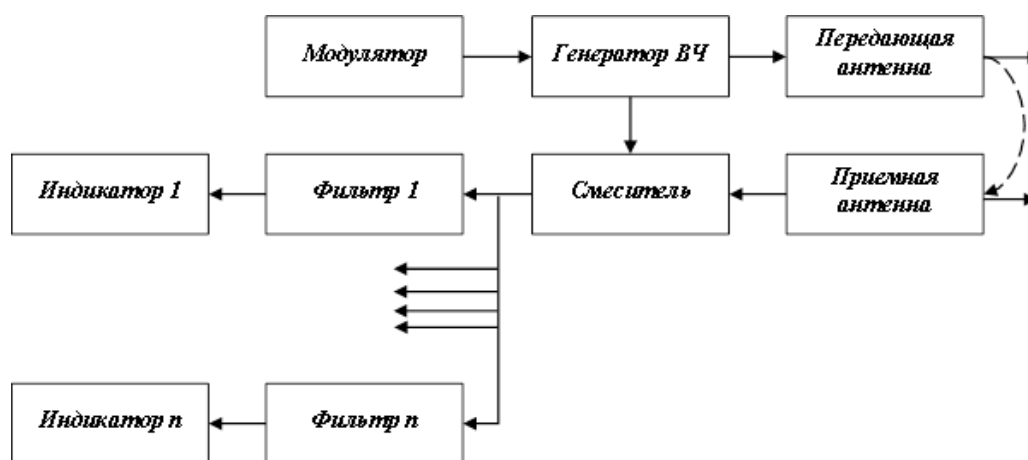 Модулятор
Генератор ВЧ
Передающая
антенна
Индикатор 1
Фильтр 1
Смеситель
Приемная
антенна
Индикатор n
Фильтр n